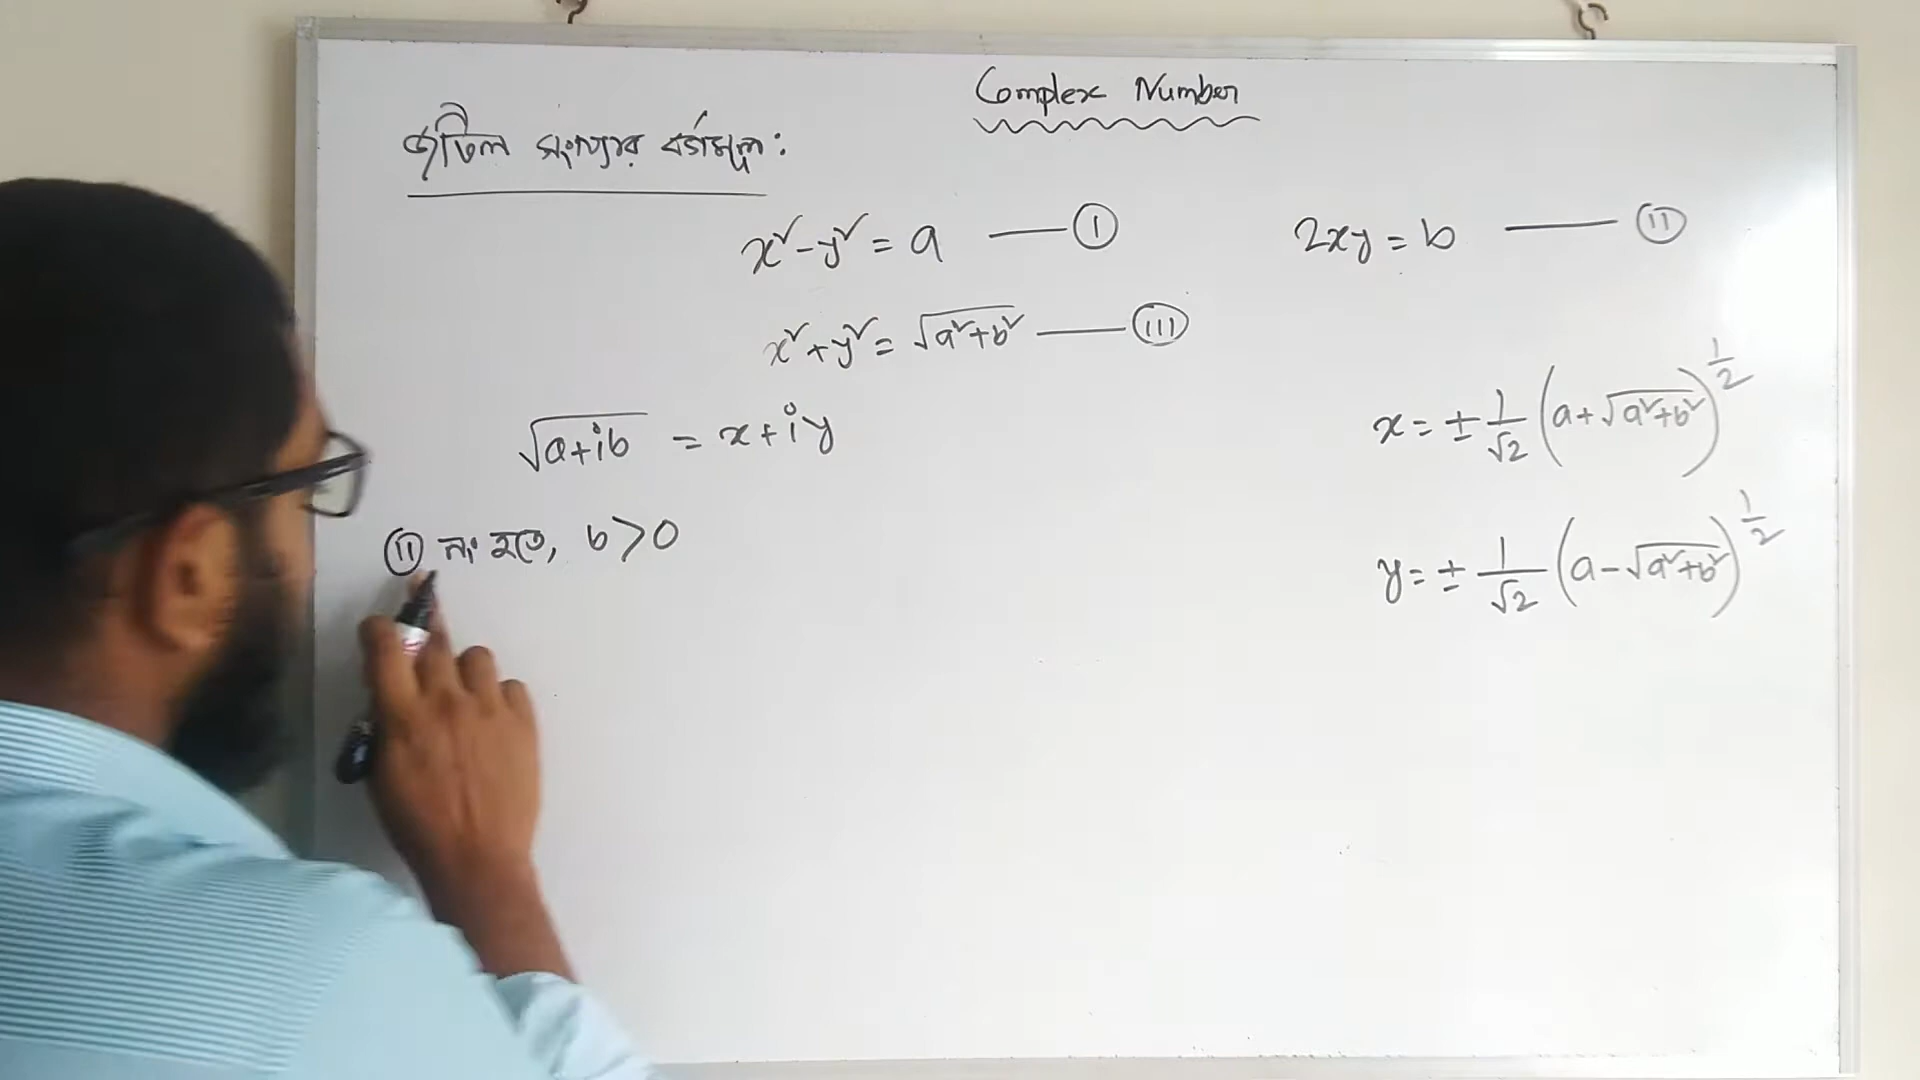 Complex Number
জটিল সংখ্যার বর্গমূল:
x² - y² = a —— (I) 2xy = b —— (II)
x² + y² = √(a² + b²) —— (III)
√(a+ib) = x + iy
x = ± 1/√2 (a + √(a² + b²))^(1/2)
(II) নং হতে, b > 0
y = ± 1/√2 (a - √(a² + b²))^(1/2)